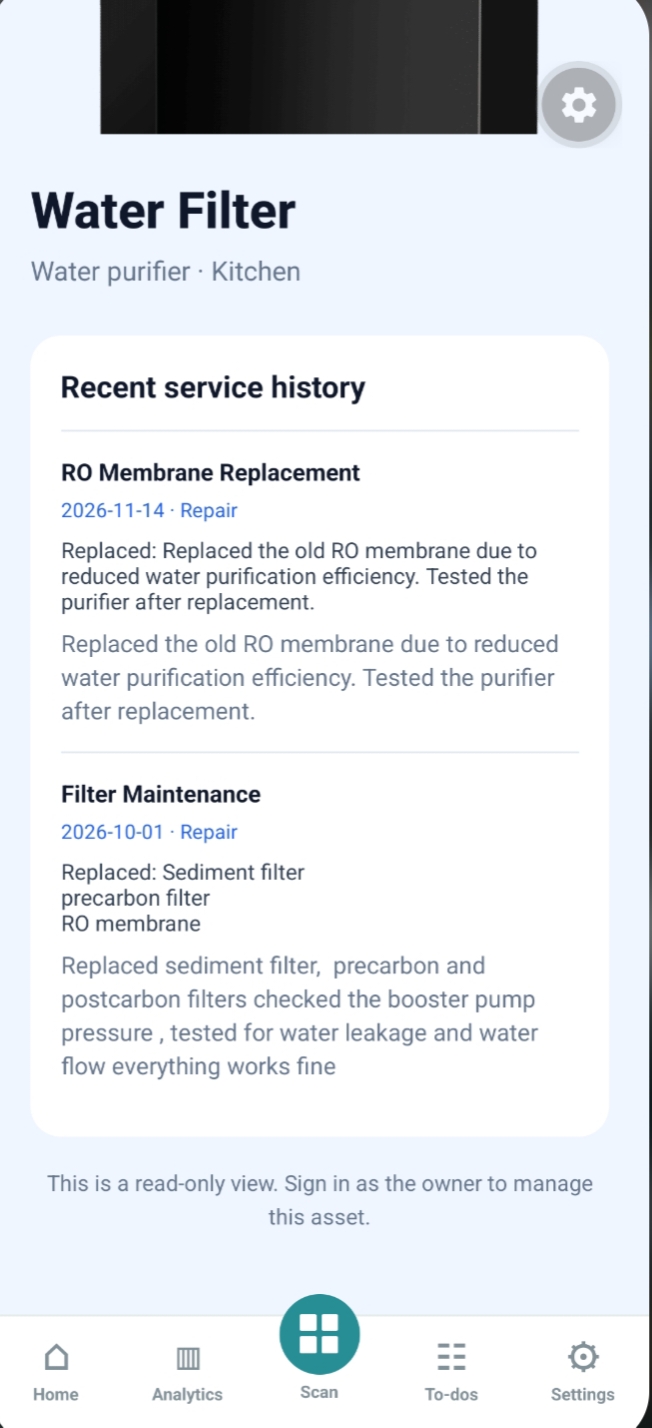 Water Filter
Water purifier · Kitchen
Recent service history
RO Membrane Replacement
2026-11-14 · Repair
Replaced: Replaced the old RO membrane due to
reduced water purification efficiency. Tested the
purifier after replacement.
Replaced the old RO membrane due to reduced
water purification efficiency. Tested the purifier
after replacement.
Filter Maintenance
2026-10-01 · Repair
Replaced: Sediment filter
precarbon filter
RO membrane
Replaced sediment filter,  precarbon and
postcarbon filters checked the booster pump
pressure , tested for water leakage and water
flow everything works fine
This is a read-only view. Sign in as the owner to manage
this asset.
Home
Analytics
Scan
To-dos
Settings